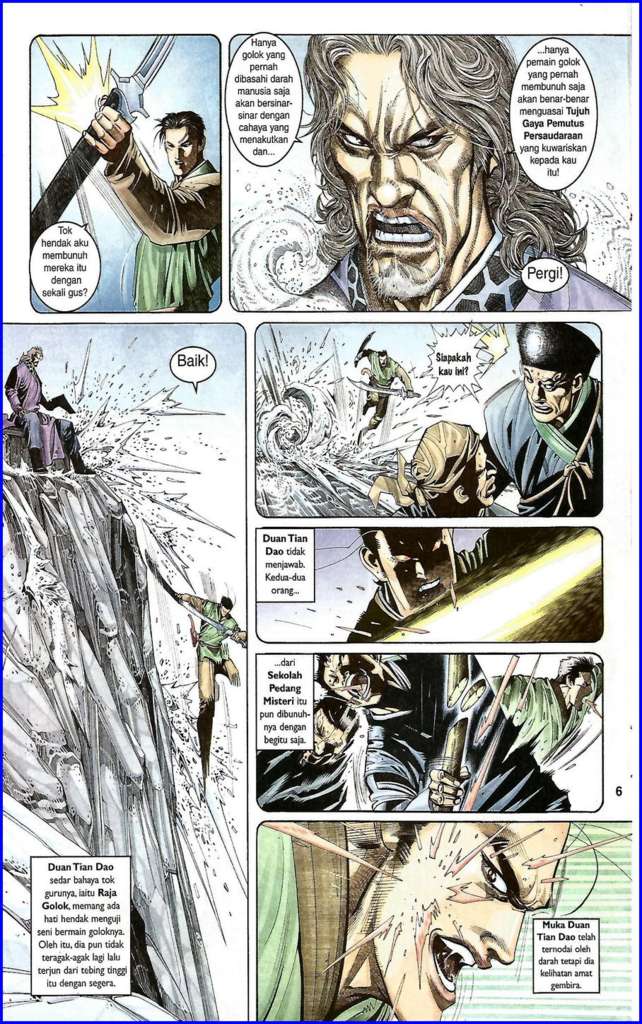 Tok
hendak aku
membunuh
mereka itu
dengan
sekali gus?
Hanya
golok yang
pernah
dibasahi darah
manusia saja
akan bersinar-
sinar dengan
cahaya yang
menakutkan
dan...
...hanya
pemain golok
yang pernah
membunuh saja
akan benar-benar
menguasai Tujuh
Gaya Pemutus
Persaudaraan
yang kuwariskan
kepada kau
itu!
Pergi!
Baik!
Duan Tian Dao
sedar bahaya tok
gurunya, iaitu Raja
Golok, memang ada
hati hendak menguji
seni bermain goloknya.
Oleh itu, dia pun tidak
teragak-agak lagi lalu
terjun dari tebing tinggi
itu dengan segera.
Siapakah
kau ini?
Duan Tian
Dao tidak
menjawab.
Kedua-dua
orang...
...dari
Sekolah
Pedang
Misteri itu
pun dibunuh-
nya dengan
begitu saja.
6
Muka Duan
Tian Dao telah
ternodai oleh
darah tetapi dia
kelihatan amat
gembira.